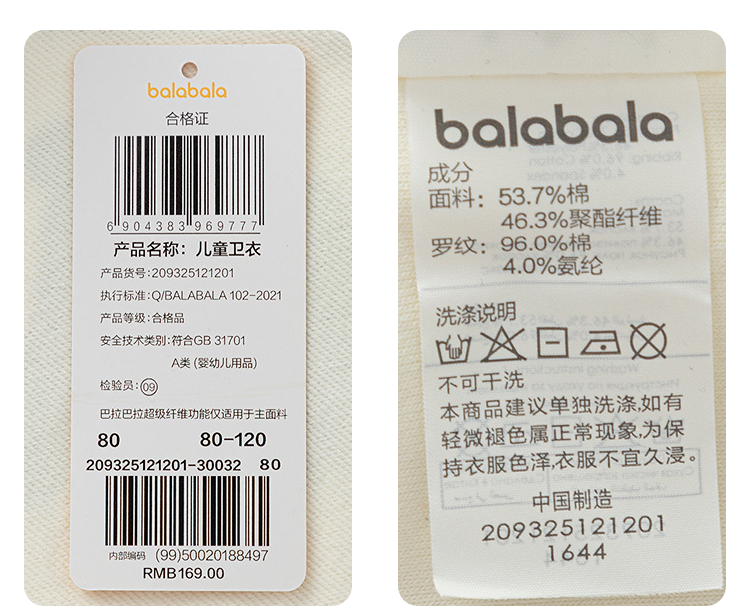 balabala
合格证
6 904383 969777
产品名称：儿童卫衣
产品货号：209325121201
执行标准：Q/BALABALA 102-2021
产品等级：合格品
安全技术类别：符合GB 31701
A类 (婴幼儿用品)
检验员：09
巴拉巴拉超级纤维功能仅适用于主面料
80 80-120
209325121201-30032 80
内部编码 (99)50020188497
RMB169.00
balabala
成分
面料：53.7%棉
46.3%聚酯纤维
罗纹：96.0%棉
4.0%氨纶
洗涤说明
不可干洗
本商品建议单独洗涤,如有
轻微褪色属正常现象,为保
持衣服色泽,衣服不宜久浸。
中国制造
209325121201
1644